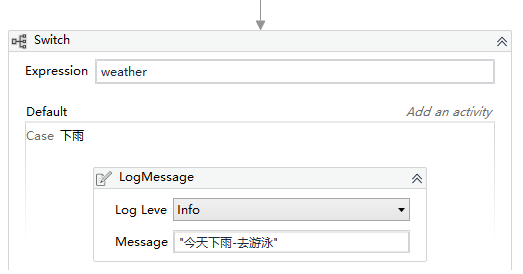 Switch
Expression weather
Default Add an activity
Case 下雨
LogMessage
Log Leve Info
Message "今天下雨-去游泳"